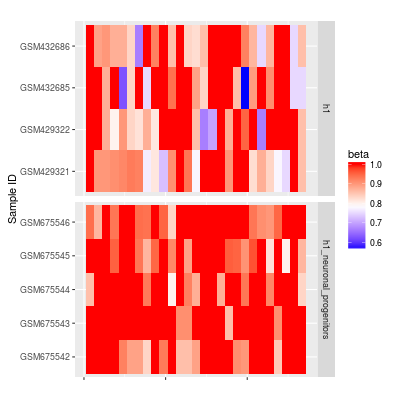 GSM432686
GSM432685
GSM429322
GSM429321
h1
GSM675546
GSM675545
GSM675544
GSM675543
GSM675542
h1_neuronal_progenitors
Sample ID
beta
1.0
0.9
0.8
0.7
0.6